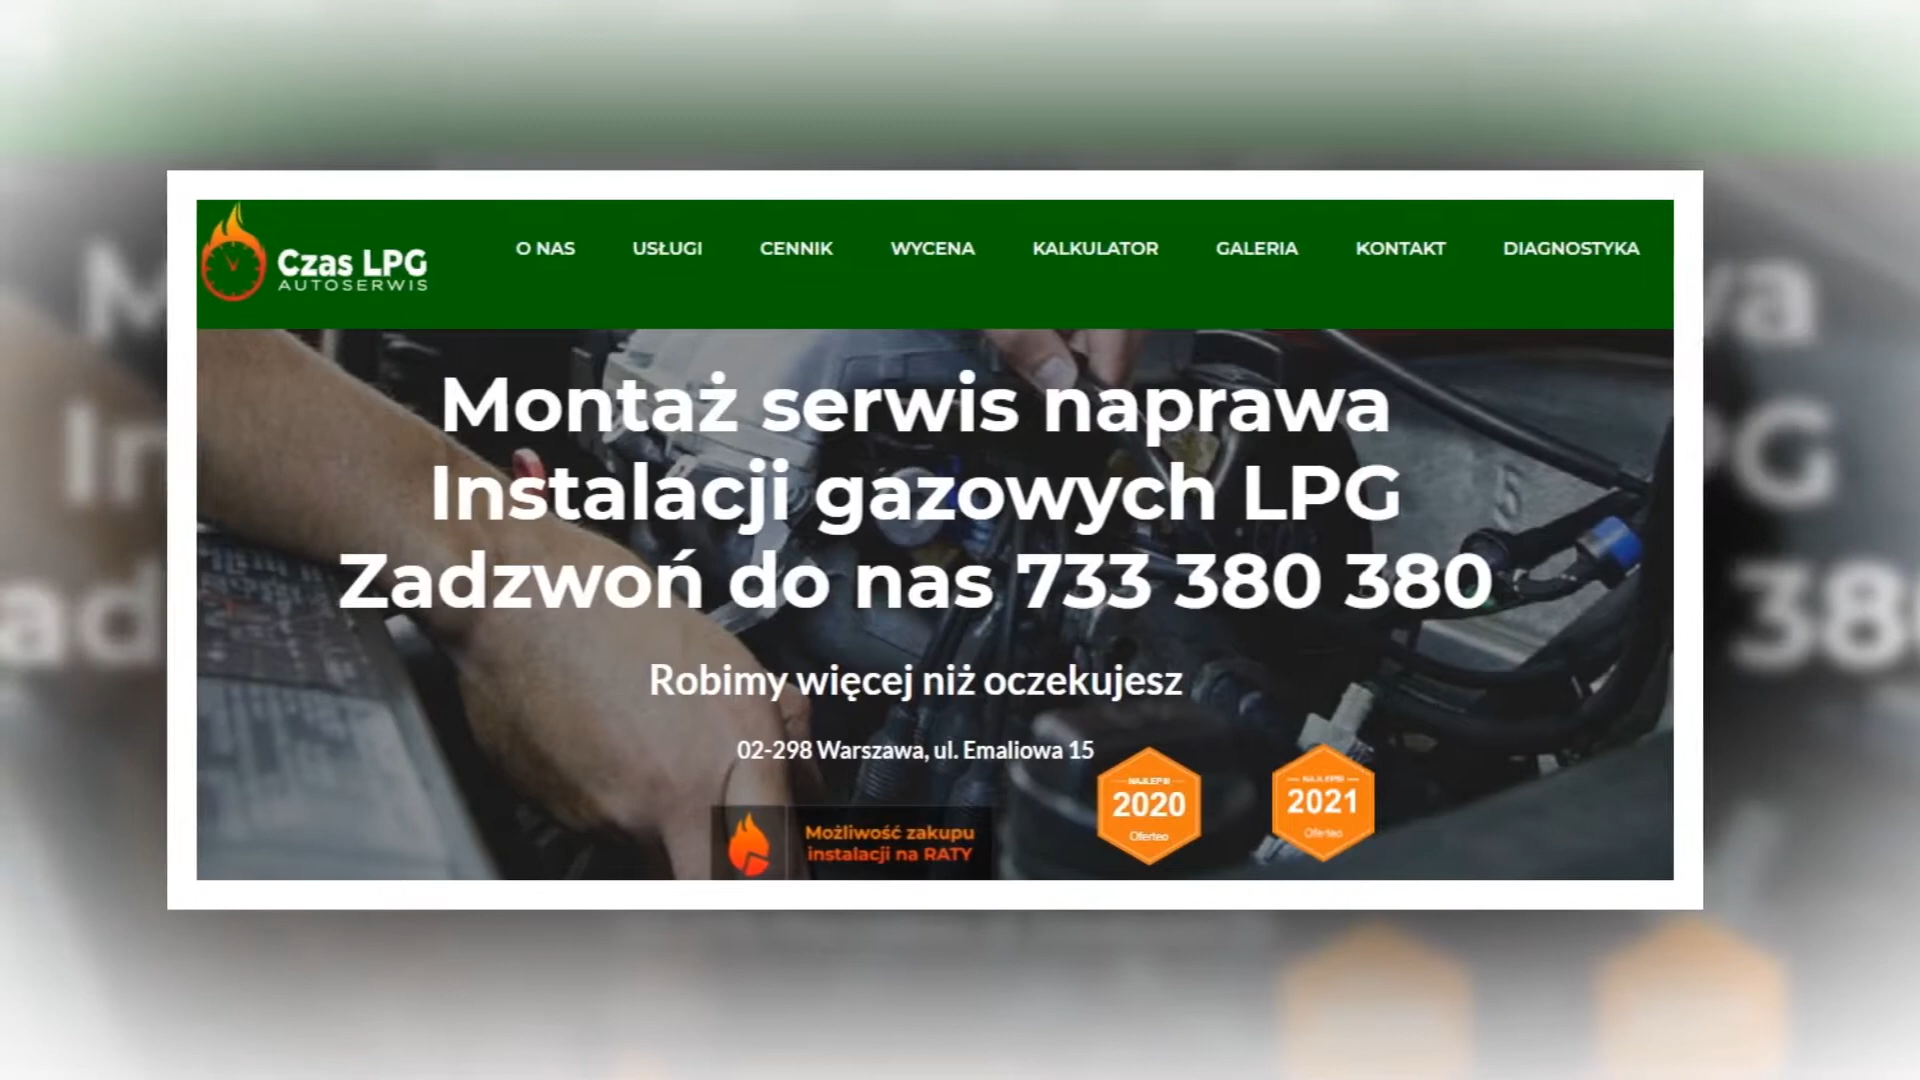 Czas LPG
AUTOSERWIS
O NAS
USŁUGI
CENNIK
WYCENA
KALKULATOR
GALERIA
KONTAKT
DIAGNOSTYKA
Montaż serwis naprawa
Instalacji gazowych LPG
Zadzwoń do nas 733 380 380
Robimy więcej niż oczekujesz
02-298 Warszawa, ul. Emaliowa 15
Możliwość zakupu
instalacji na RATY
2020
Oferteo
2021
Oferteo